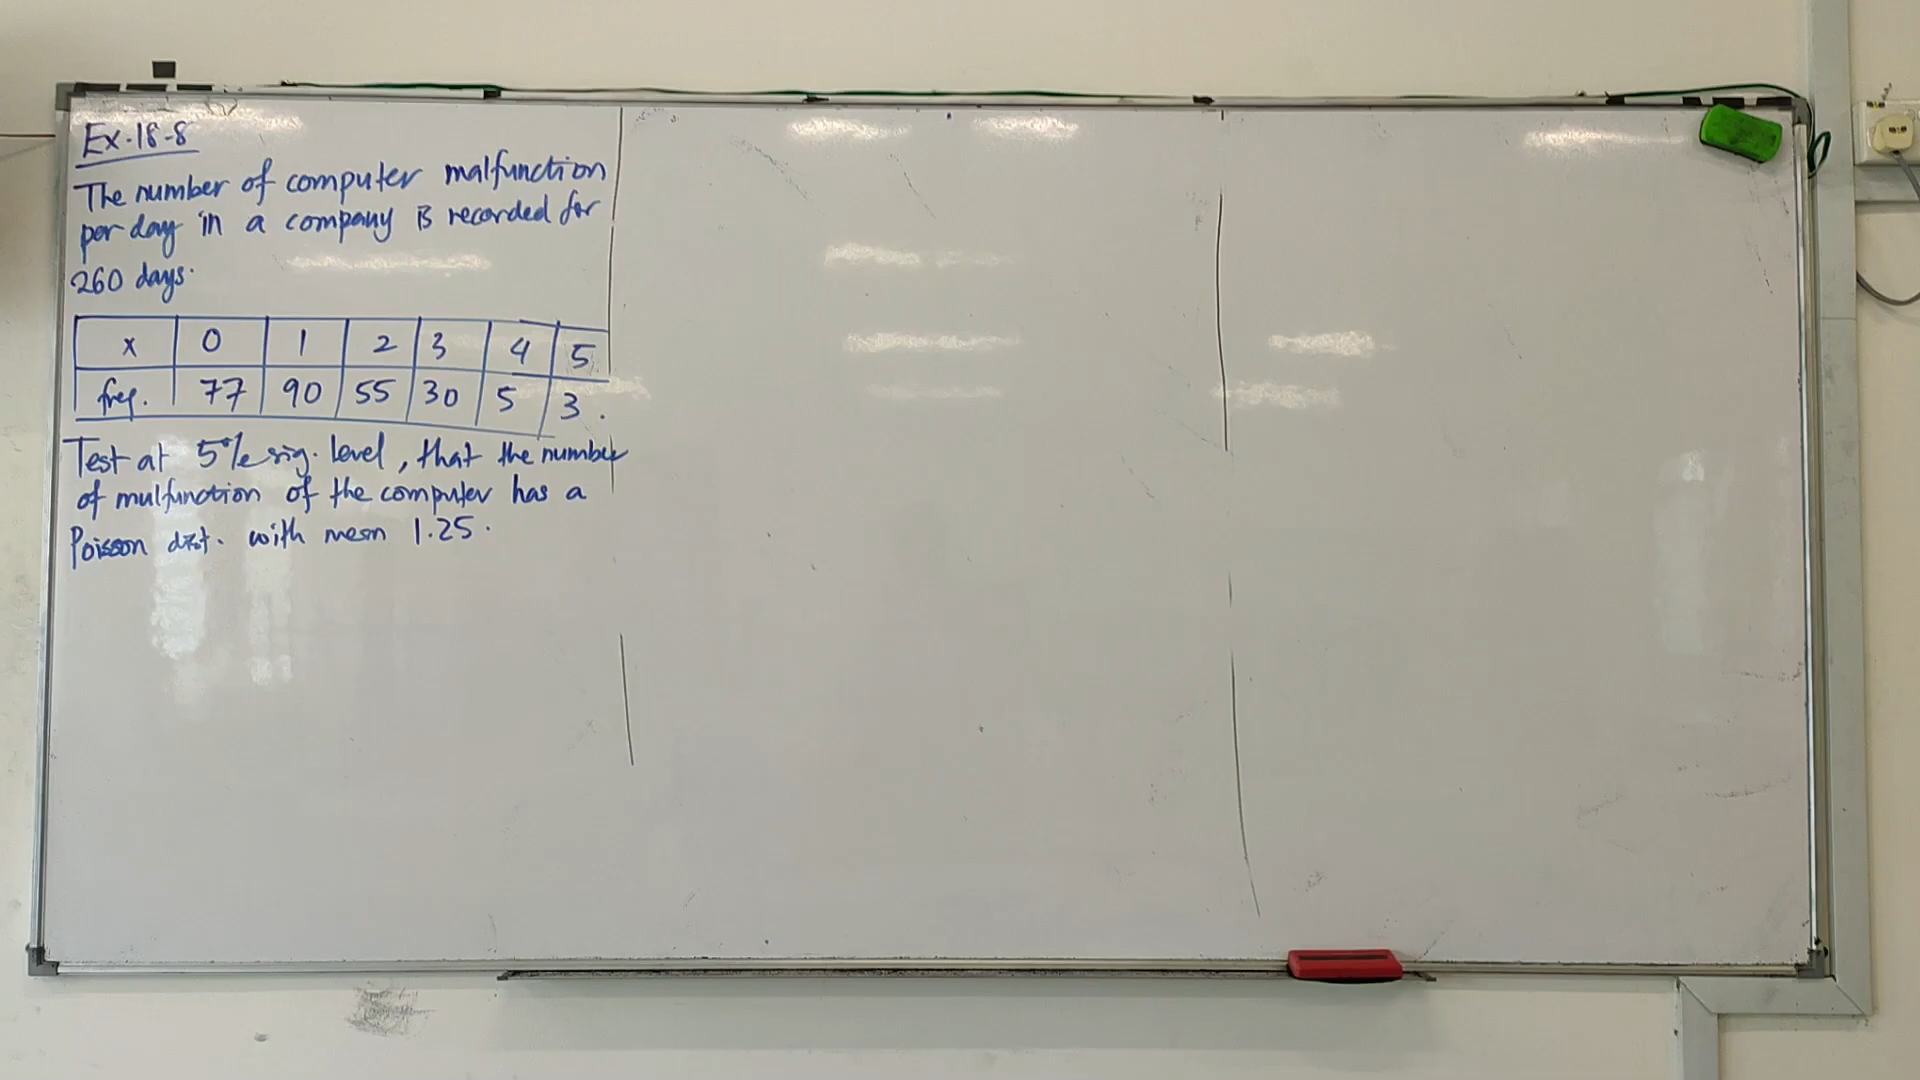 Ex.18-8
The number of computer malfunction
per day in a company is recorded for
260 days.
x 0 1 2 3 4 5
freq. 77 90 55 30 5 3.
Test at 5% sig. level, that the number
of mulfunction of the computer has a
Poisson dist. with mean 1.25.